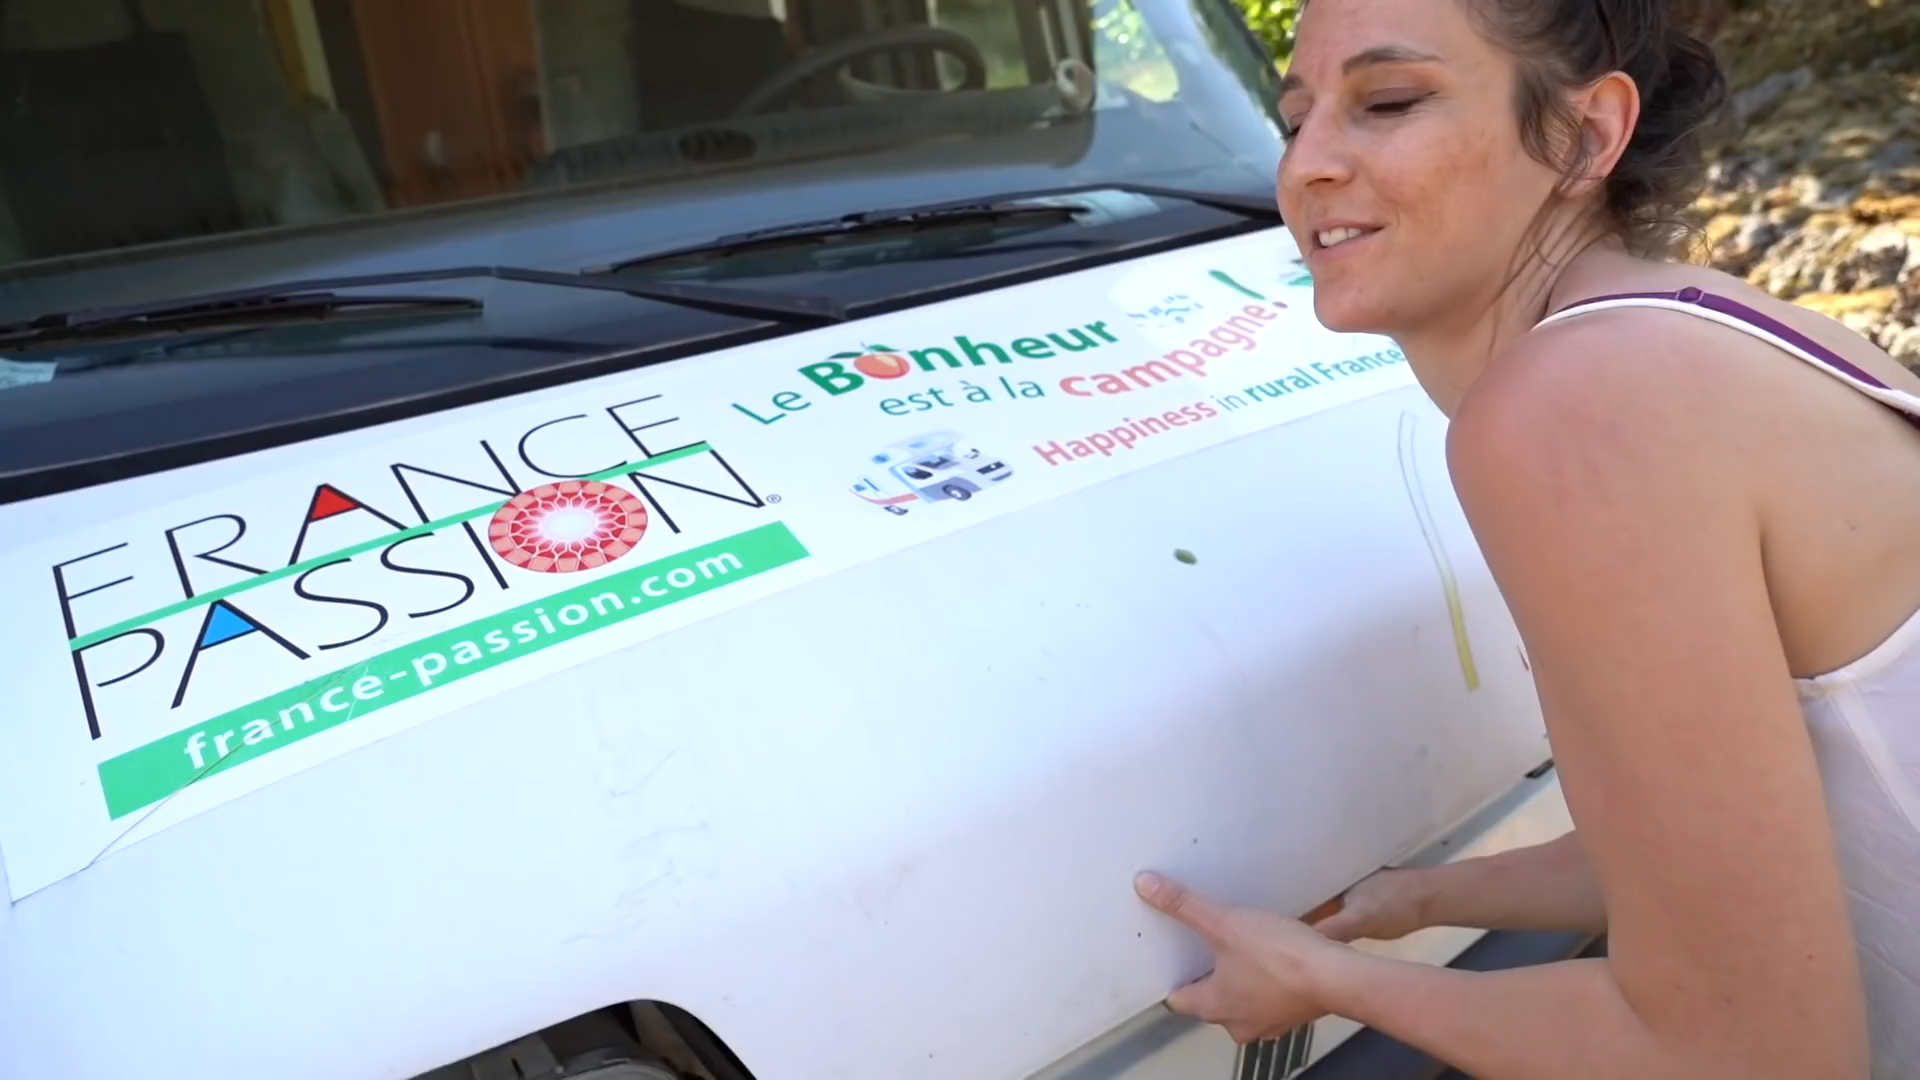 FRANCE
PASSION®
france-passion.com
Le Bonheur
est à la campagne!
Happiness in rural France